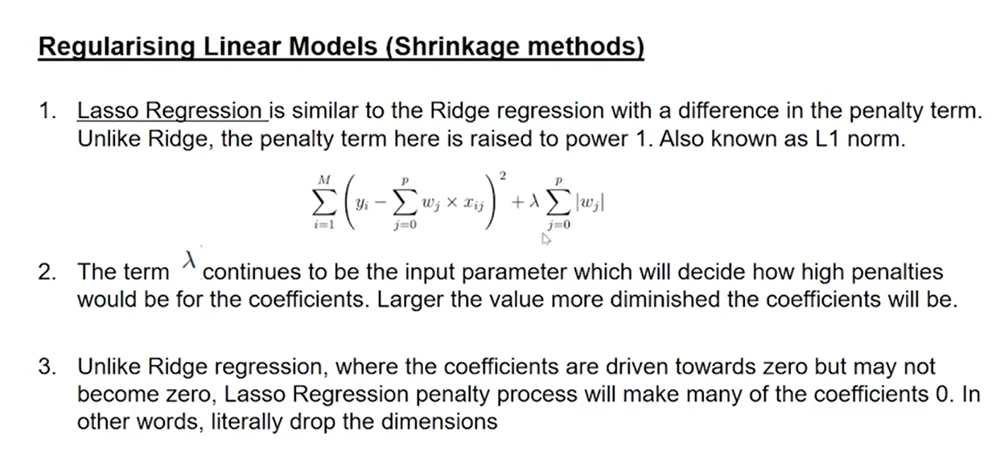 Regularising Linear Models (Shrinkage methods)
1. Lasso Regression is similar to the Ridge regression with a difference in the penalty term.
Unlike Ridge, the penalty term here is raised to power 1. Also known as L1 norm.
\sum_{i=1}^{M} \left( y_i - \sum_{j=0}^{p} w_j \times x_{ij} \right)^2 + \lambda \sum_{j=0}^{p} |w_j|
2. The term λ continues to be the input parameter which will decide how high penalties
would be for the coefficients. Larger the value more diminished the coefficients will be.
3. Unlike Ridge regression, where the coefficients are driven towards zero but may not
become zero, Lasso Regression penalty process will make many of the coefficients 0. In
other words, literally drop the dimensions